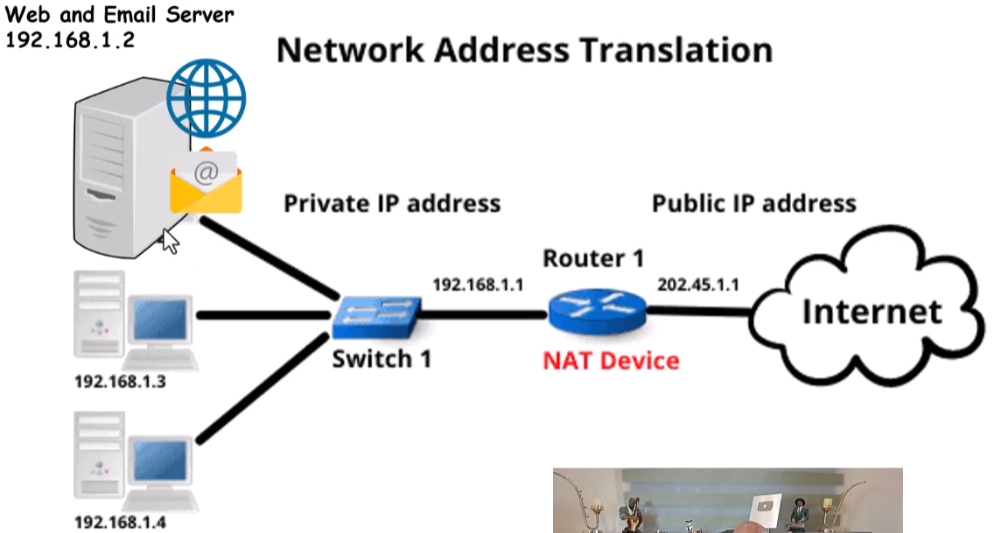 Web and Email Server
192.168.1.2
Network Address Translation
@
Private IP address
Public IP address
Router 1
192.168.1.1
202.45.1.1
Internet
Switch 1
NAT Device
192.168.1.3
192.168.1.4